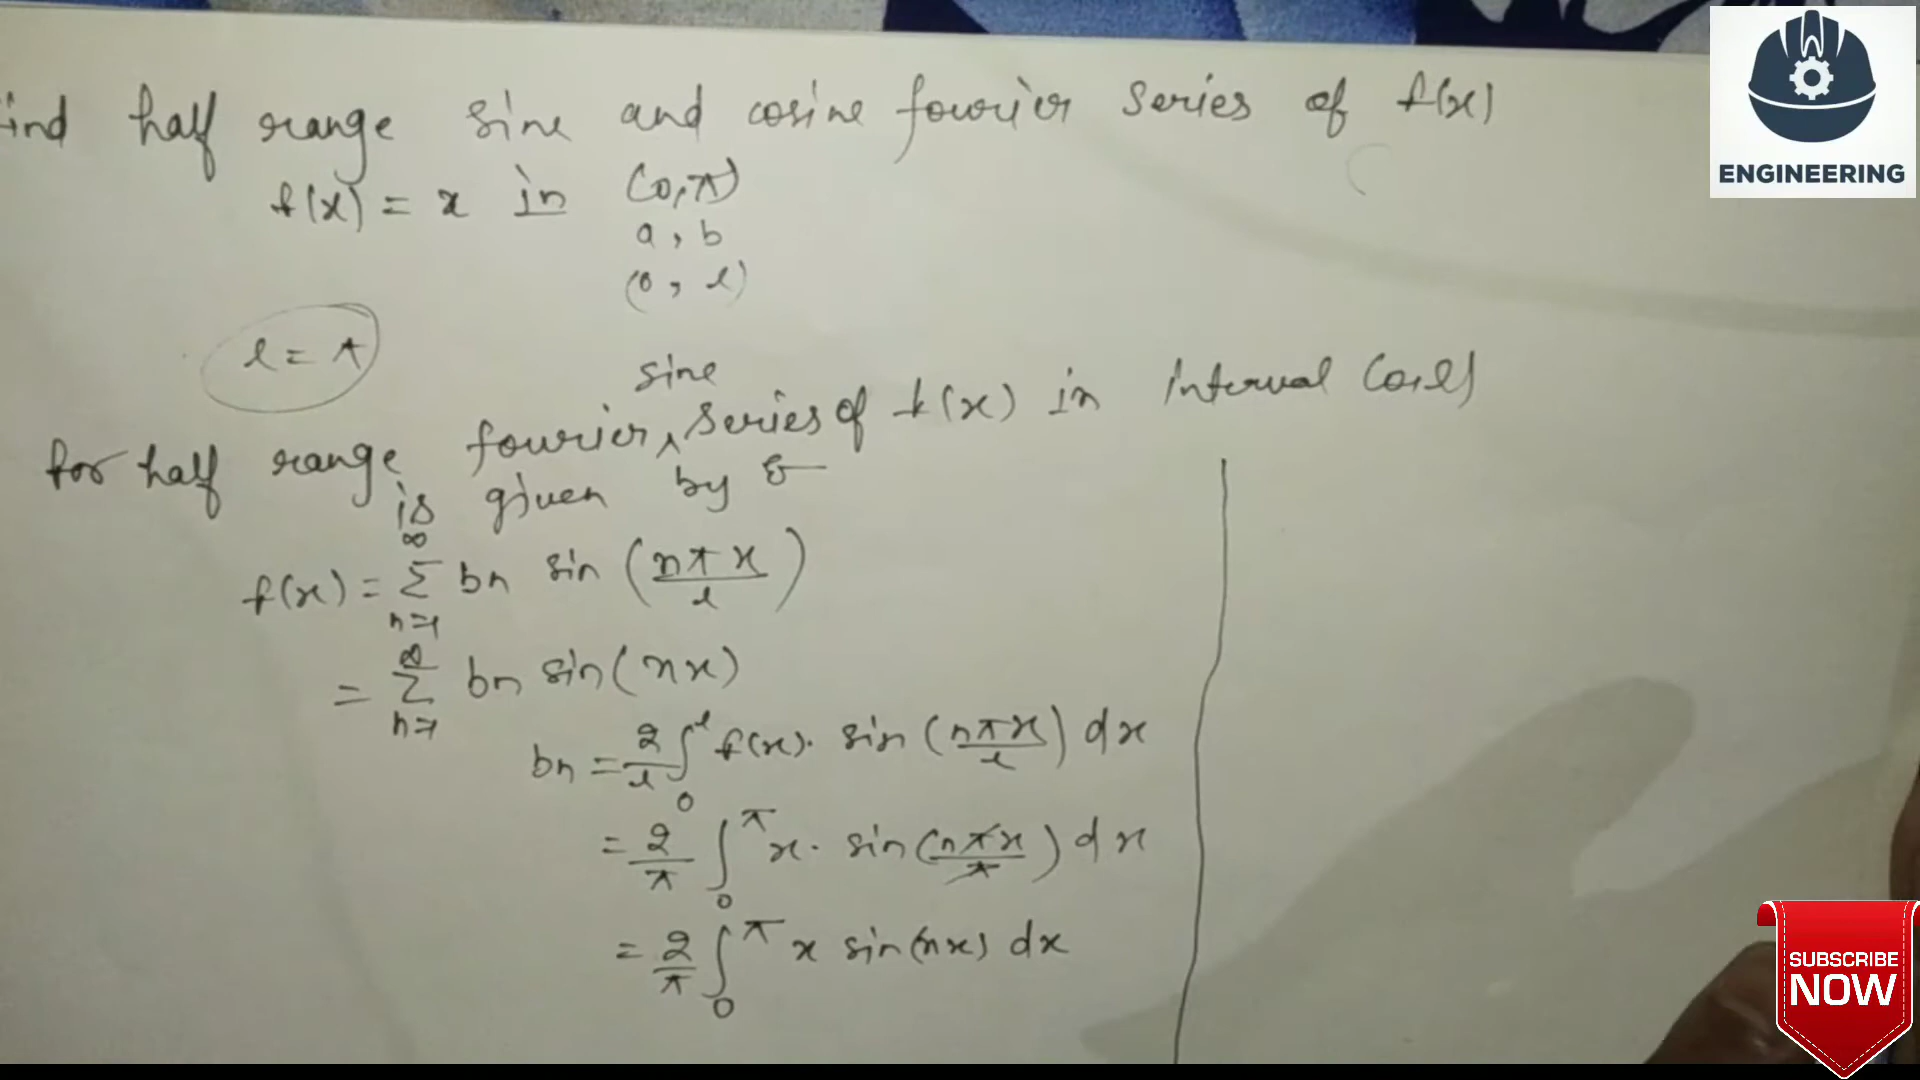 ind half range sine and cosine fourier series of f(x)
f(x) = x in (0,π)
a, b
(0, l)
l = π
sine
for half range fourier ^ series of f(x) in interval (0,l)
is given by :-
f(x) = ∞ Σ n=1 bn sin (nπx/l)
= ∞ Σ n=1 bn sin(nx)
bn = 2/l ∫₀ˡ f(x). sin (nπx/l) dx
= 2/π ∫₀^π x. sin (nπx/π) dx
= 2/π ∫₀^π x sin(nx) dx
ENGINEERING
SUBSCRIBE
NOW